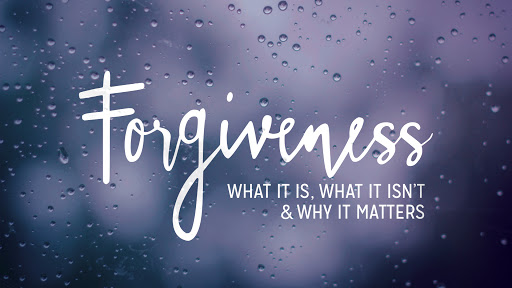 Forgiveness
WHAT IT IS, WHAT IT ISN'T
& WHY IT MATTERS